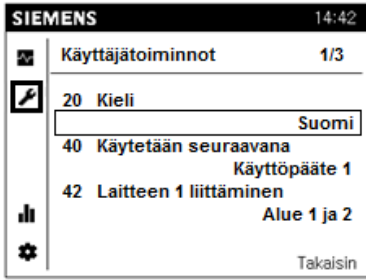 SIEMENS 14:42
Käyttäjätoiminnot 1/3
20 Kieli
Suomi
40 Käytetään seuraavana
Käyttöpääte 1
42 Laitteen 1 liittäminen
Alue 1 ja 2
Takaisin